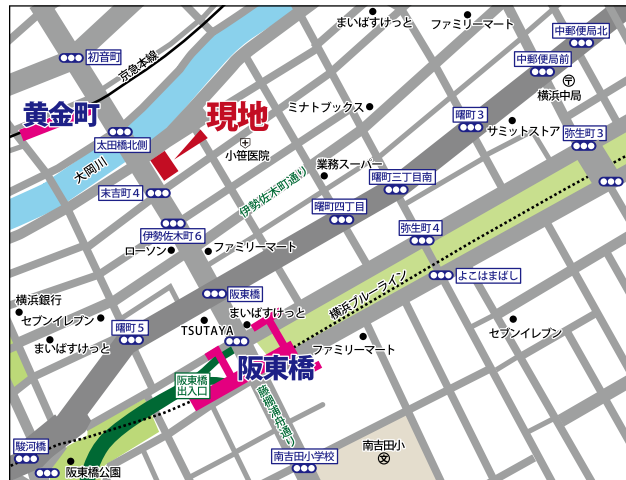 まいばすけっと
ファミリーマート
中郵便局北
初音町
京急本線
中郵便局前
横浜中局
黄金町
現地
ミナトブックス
曙町3
サミットストア
弥生町3
太田橋北側
小笹医院
大岡川
業務スーパー
末吉町4
伊勢佐木町通り
曙町三丁目南
曙町四丁目
弥生町4
伊勢佐木町6
ローソン
ファミリーマート
よこはまばし
横浜銀行
阪東橋
横浜ブルーライン
セブンイレブン
まいばすけっと
曙町5
TSUTAYA
セブンイレブン
まいばすけっと
ファミリーマート
阪東橋
阪東橋
出入口
藤棚浦舟通り
駿河橋
阪東橋公園
南吉田小学校
南吉田小
文